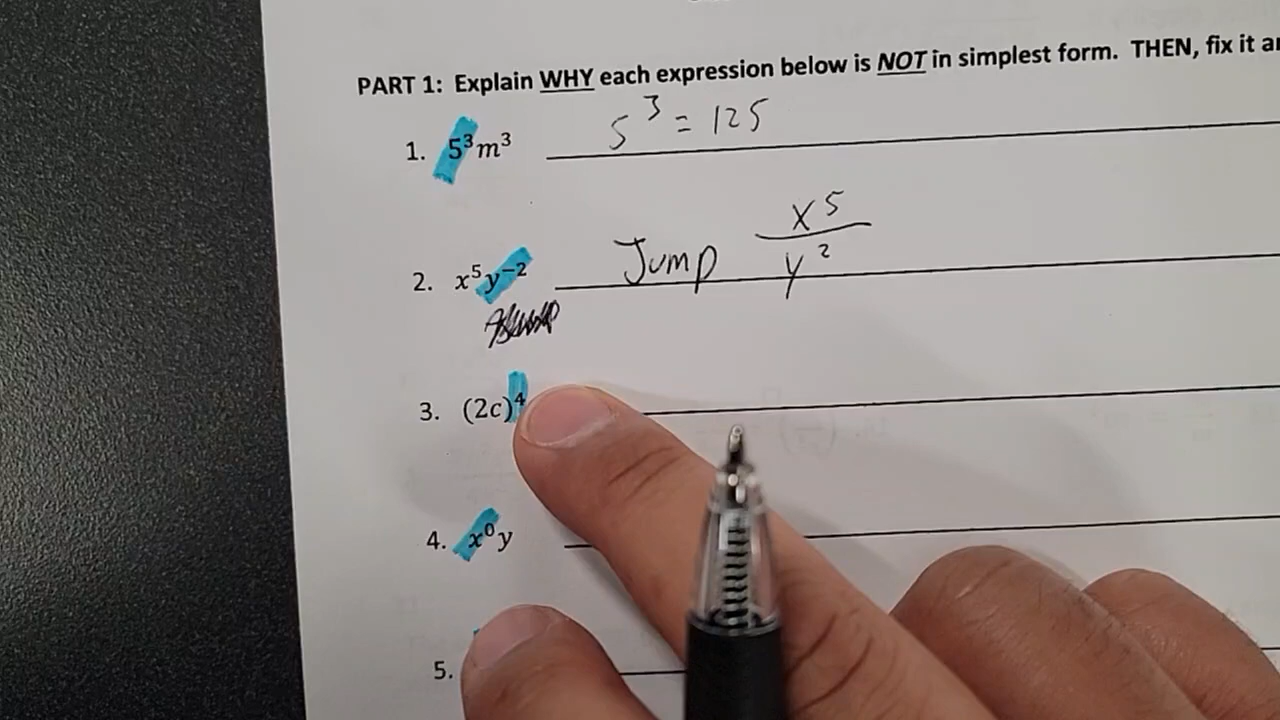 PART 1: Explain WHY each expression below is NOT in simplest form. THEN, fix it
1. 5³m³ 5³ = 125
2. x⁵y⁻² Jump x⁵/y²
3. (2c)⁴
4. x⁰y
5.